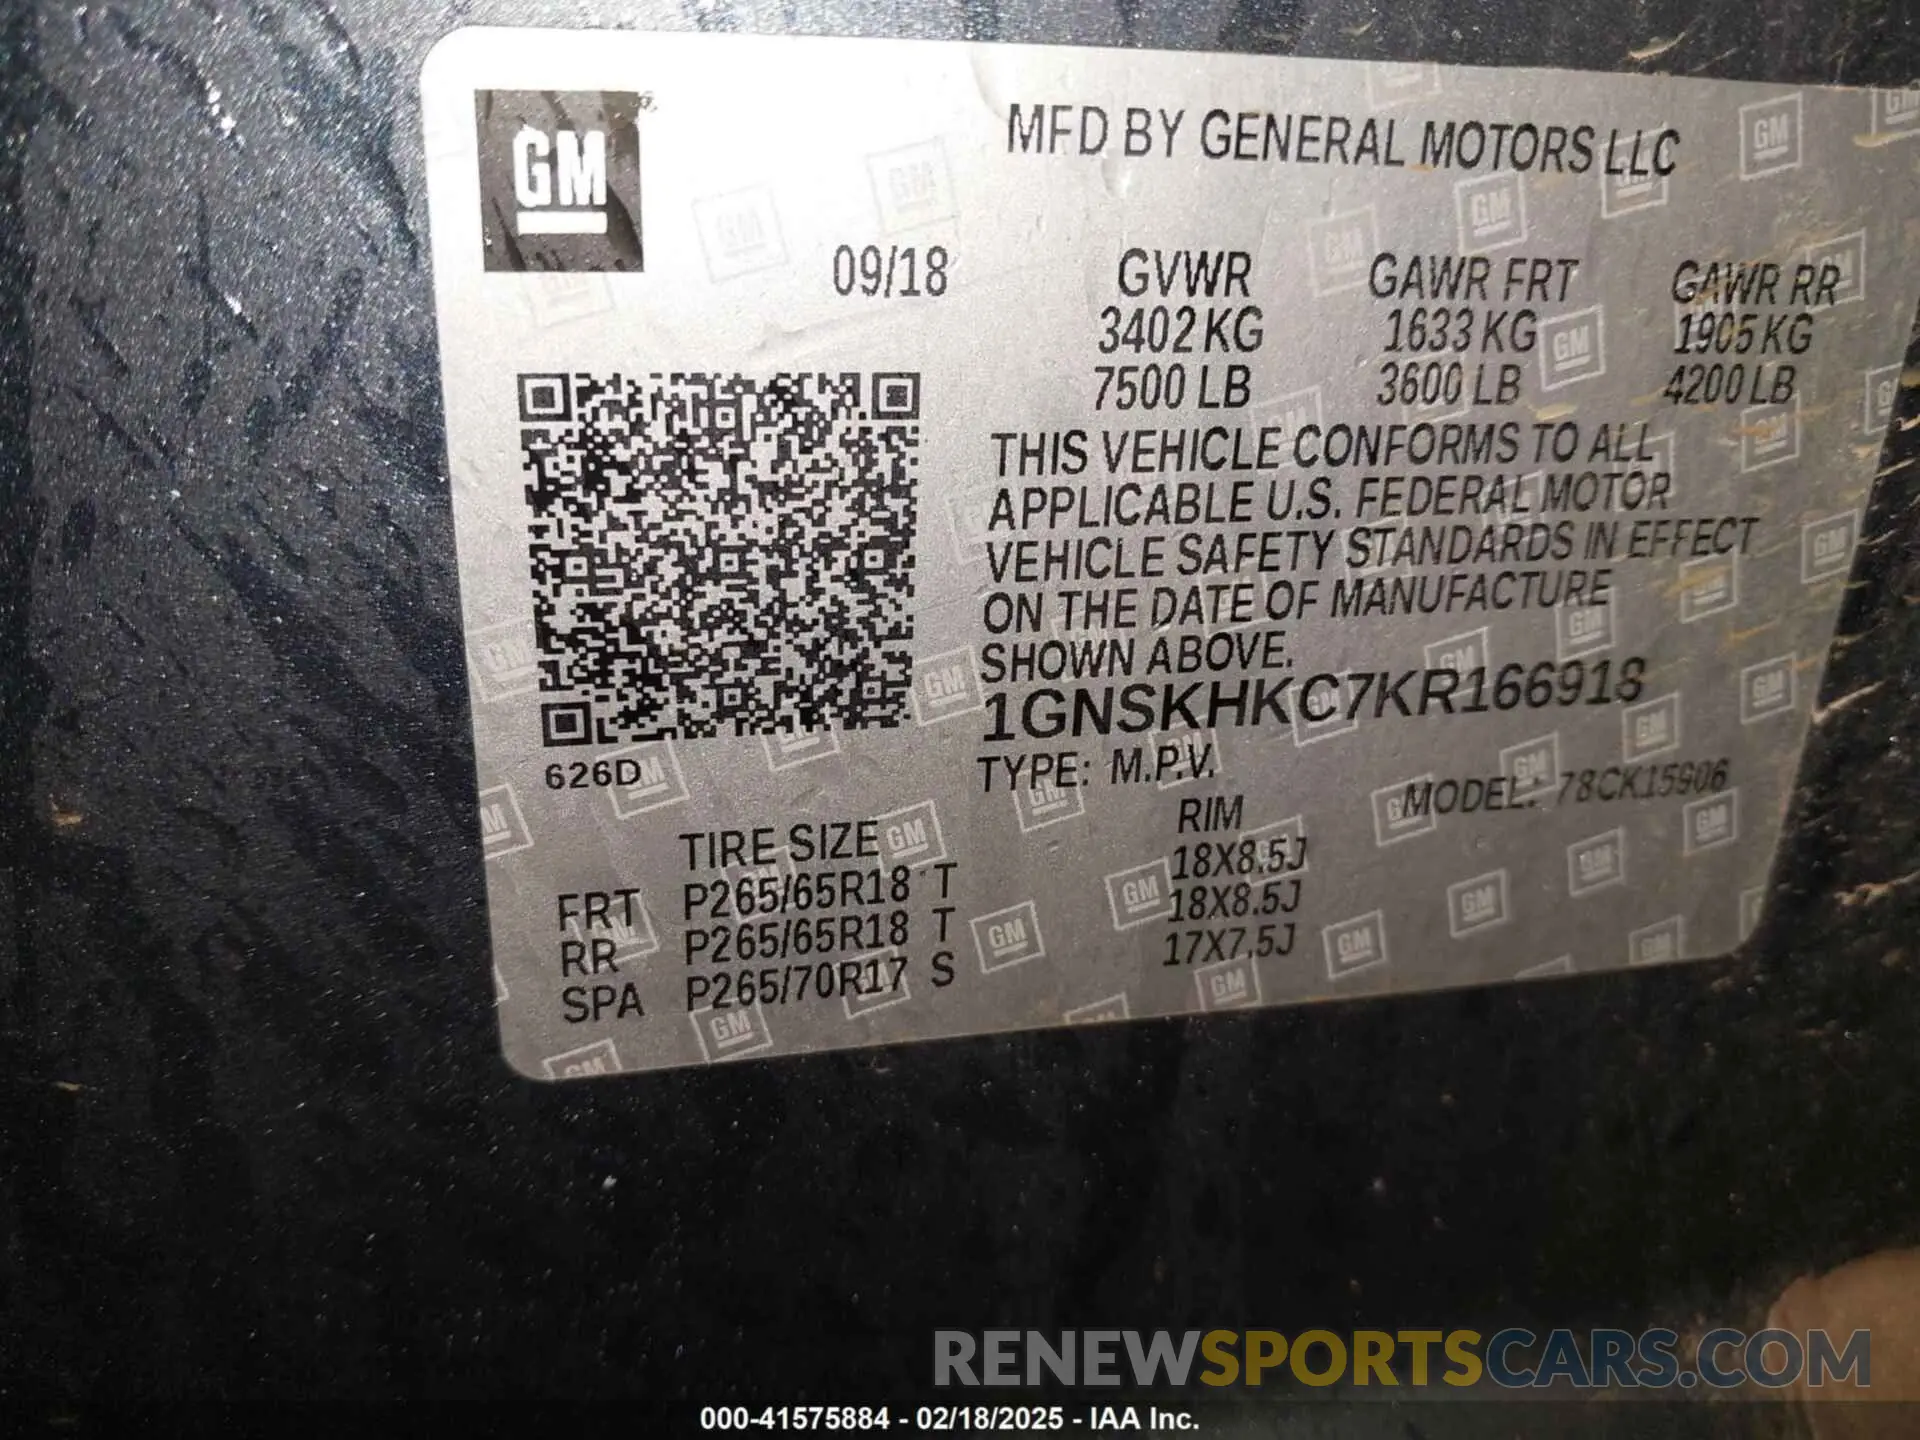 GM
MFD BY GENERAL MOTORS LLC
09/18
GVWR GAWR FRT GAWR RR
3402 KG 1633 KG 1905 KG
7500 LB 3600 LB 4200 LB
THIS VEHICLE CONFORMS TO ALL
APPLICABLE U.S. FEDERAL MOTOR
VEHICLE SAFETY STANDARDS IN EFFECT
ON THE DATE OF MANUFACTURE
SHOWN ABOVE.
1GNSKHKC7KR166918
626D
TYPE: M.P.V. MODEL: 78CK15906
TIRE SIZE RIM
FRT P265/65R18 T 18X8.5J
RR P265/65R18 T 18X8.5J
SPA P265/70R17 S 17X7.5J
RENEWSPORTSCARS.COM
000-41575884 - 02/18/2025 - IAA Inc.